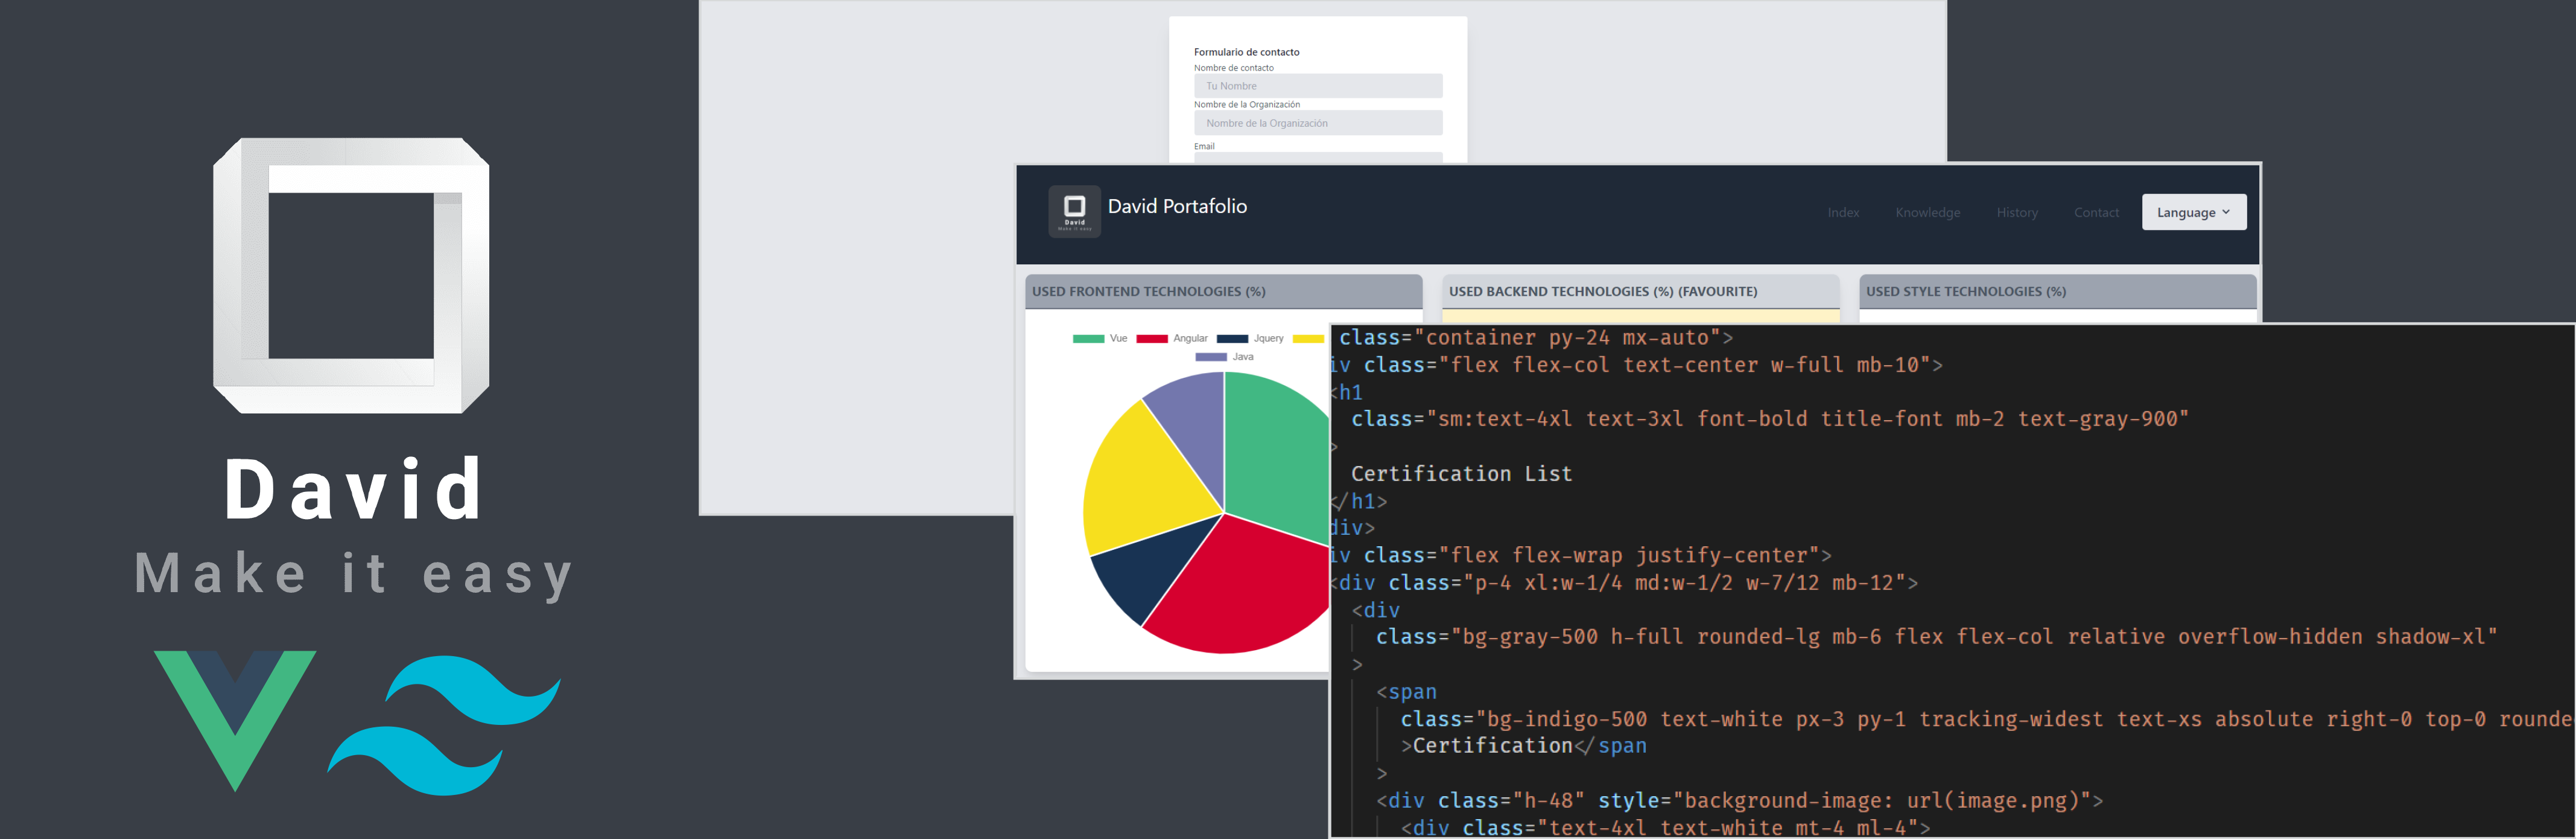 David
Make it easy
Formulario de contacto
Nombre de contacto
Tu Nombre
Nombre de la Organización
Nombre de la Organización
Email
David
Make it easy
David Portafolio
Index
Knowledge
History
Contact
Language
USED FRONTEND TECHNOLOGIES (%)
USED BACKEND TECHNOLOGIES (%) (FAVOURITE)
USED STYLE TECHNOLOGIES (%)
Vue
Angular
Jquery
Java
class="container py-24 mx-auto">
iv class="flex flex-col text-center w-full mb-10">
<h1
class="sm:text-4xl text-3xl font-bold title-font mb-2 text-gray-900"
>
Certification List
</h1>
div>
iv class="flex flex-wrap justify-center">
<div class="p-4 xl:w-1/4 md:w-1/2 w-7/12 mb-12">
<div
class="bg-gray-500 h-full rounded-lg mb-6 flex flex-col relative overflow-hidden shadow-xl"
>
<span
class="bg-indigo-500 text-white px-3 py-1 tracking-widest text-xs absolute right-0 top-0 rounde
>Certification</span
>
<div class="h-48" style="background-image: url(image.png)">
<div class="text-4xl text-white mt-4 ml-4">